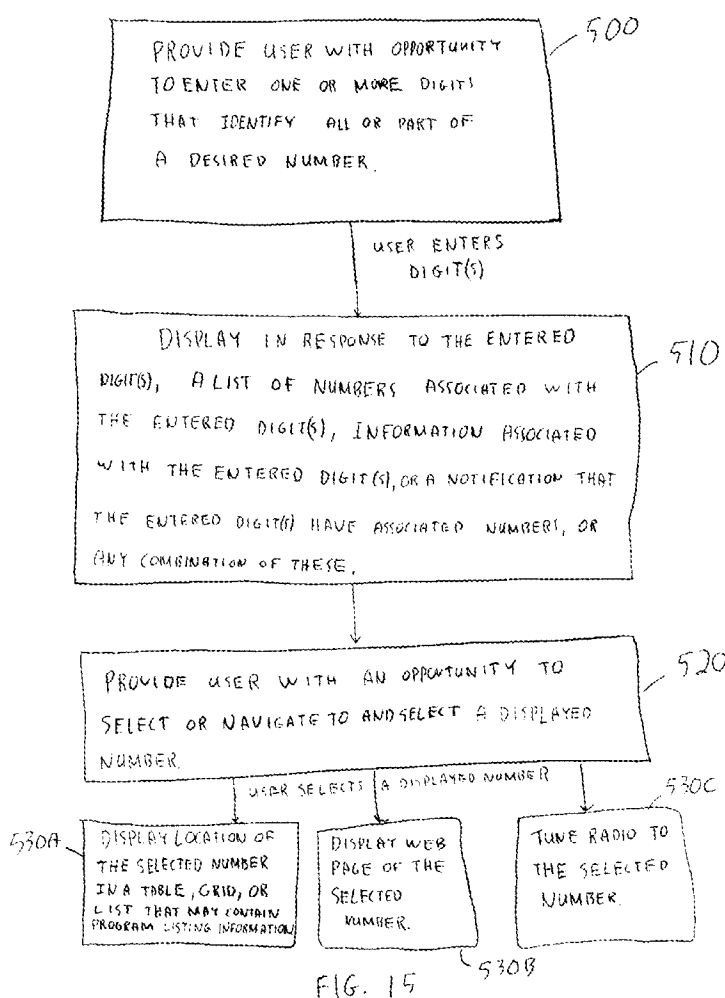 500
PROVIDE USER WITH OPPORTUNITY
TO ENTER ONE OR MORE DIGITS
THAT IDENTIFY ALL OR PART OF
A DESIRED NUMBER.
USER ENTERS
DIGIT(S)
510
DISPLAY IN RESPONSE TO THE ENTERED
DIGIT(S), A LIST OF NUMBERS ASSOCIATED WITH
THE ENTERED DIGIT(S), INFORMATION ASSOCIATED
WITH THE ENTERED DIGIT(S), OR A NOTIFICATION THAT
THE ENTERED DIGIT(S) HAVE ASSOCIATED NUMBERS, OR
ANY COMBINATION OF THESE.
520
PROVIDE USER WITH AN OPPORTUNITY TO
SELECT OR NAVIGATE TO AND SELECT A DISPLAYED
NUMBER.
USER SELECTS A DISPLAYED NUMBER
530A
DISPLAY LOCATION OF
THE SELECTED NUMBER
IN A TABLE, GRID, OR
LIST THAT MAY CONTAIN
PROGRAM LISTING INFORMATION
DISPLAY WEB
PAGE OF THE
SELECTED
NUMBER.
530B
530C
TUNE RADIO TO
THE SELECTED
NUMBER.
FIG. 15